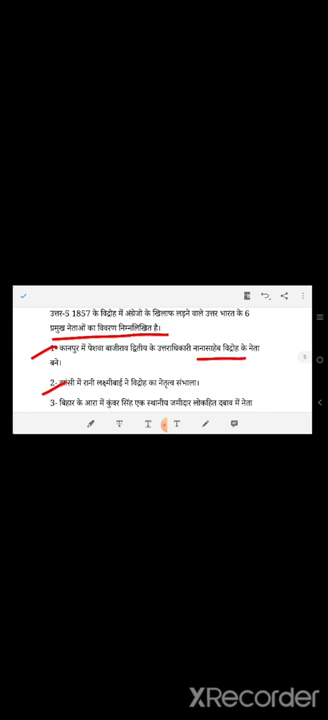 उत्तर-5 1857 के विद्रोह में अंग्रेजो के खिलाफ लड़ने वाले उत्तर भारत के 6
प्रमुख नेताओं का विवरण निम्नलिखित है।
1- कानपुर में पेशवा बाजीराव द्वितीय के उत्तराधिकारी नानासाहेब विद्रोह के नेता
बने।
2- झांसी में रानी लक्ष्मीबाई ने विद्रोह का नेतृत्व संभाला।
3- बिहार के आरा में कुंवर सिंह एक स्थानीय जमींदार लोकहित दबाव में नेता
XRecorder